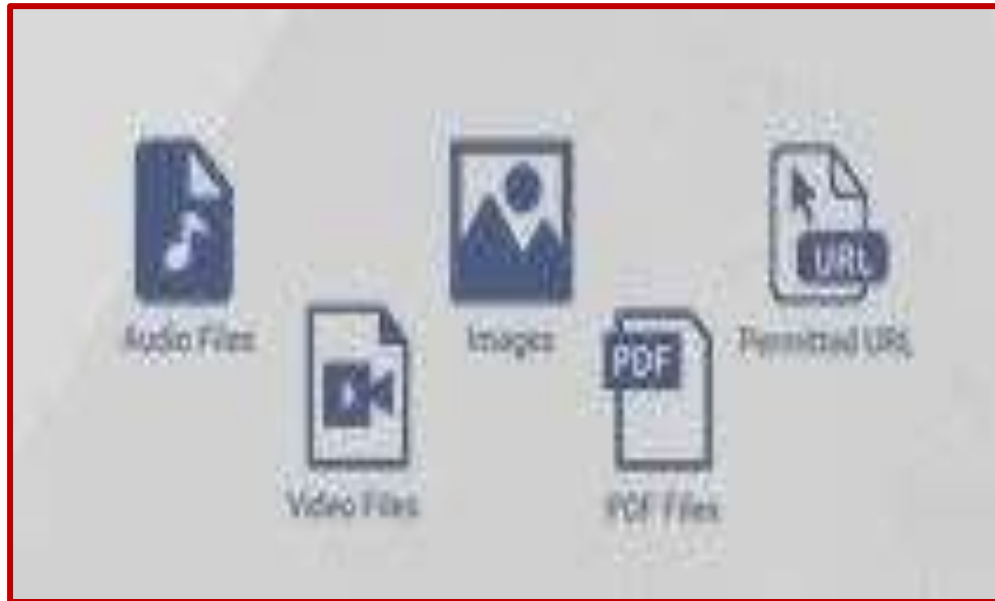 Audio Files
Images
Permitted URL
URL
Video Files
PDF
PDF Files